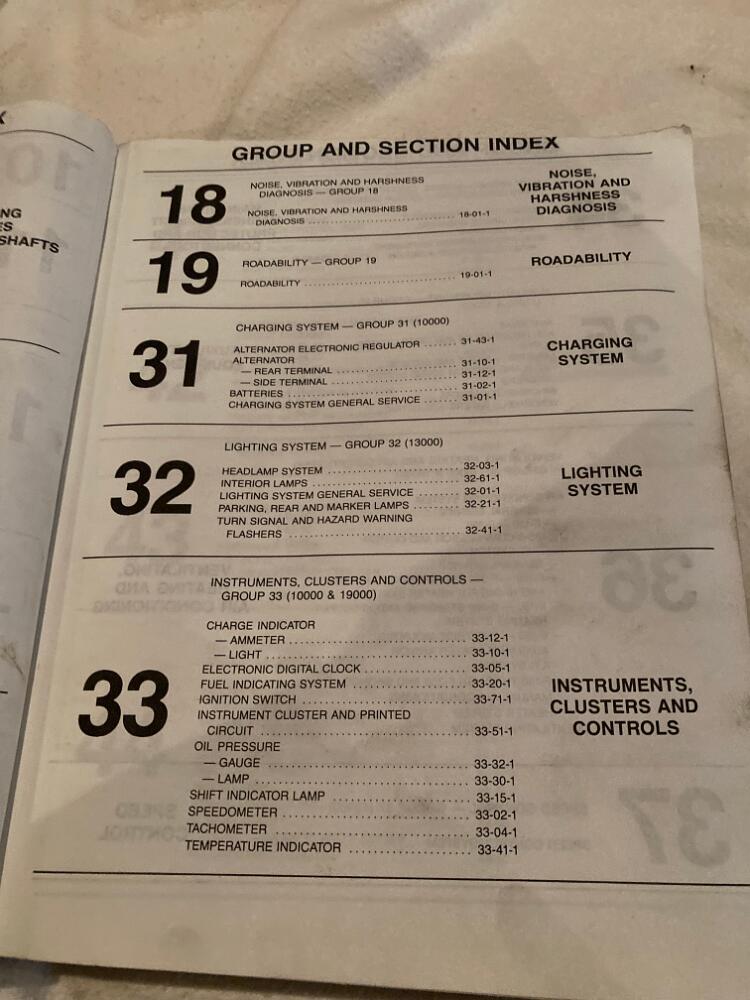 X
NG
ES
SHAFTS
GROUP AND SECTION INDEX
18
NOISE, VIBRATION AND HARSHNESS
DIAGNOSIS — GROUP 18
NOISE, VIBRATION AND HARSHNESS
DIAGNOSIS .................................. 18-01-1
NOISE,
VIBRATION AND
HARSHNESS
DIAGNOSIS
19
ROADABILITY — GROUP 19
ROADABILITY .................................. 19-01-1
ROADABILITY
31
CHARGING SYSTEM — GROUP 31 (10000)
ALTERNATOR ELECTRONIC REGULATOR ....... 31-43-1
ALTERNATOR
— REAR TERMINAL ........................... 31-10-1
— SIDE TERMINAL ............................ 31-12-1
BATTERIES .................................... 31-02-1
CHARGING SYSTEM GENERAL SERVICE ....... 31-01-1
CHARGING
SYSTEM
32
LIGHTING SYSTEM — GROUP 32 (13000)
HEADLAMP SYSTEM ........................... 32-03-1
INTERIOR LAMPS .............................. 32-61-1
LIGHTING SYSTEM GENERAL SERVICE ........ 32-01-1
PARKING, REAR AND MARKER LAMPS ......... 32-21-1
TURN SIGNAL AND HAZARD WARNING
FLASHERS .................................... 32-41-1
LIGHTING
SYSTEM
33
INSTRUMENTS, CLUSTERS AND CONTROLS —
GROUP 33 (10000 & 19000)
CHARGE INDICATOR
— AMMETER .................................. 33-12-1
— LIGHT ....................................... 33-10-1
ELECTRONIC DIGITAL CLOCK ................... 33-05-1
FUEL INDICATING SYSTEM ..................... 33-20-1
IGNITION SWITCH .............................. 33-71-1
INSTRUMENT CLUSTER AND PRINTED
CIRCUIT ...................................... 33-51-1
OIL PRESSURE
— GAUGE ...................................... 33-32-1
— LAMP ........................................ 33-30-1
SHIFT INDICATOR LAMP ........................ 33-15-1
SPEEDOMETER ................................. 33-02-1
TACHOMETER ................................... 33-04-1
TEMPERATURE INDICATOR ..................... 33-41-1
INSTRUMENTS,
CLUSTERS AND
CONTROLS